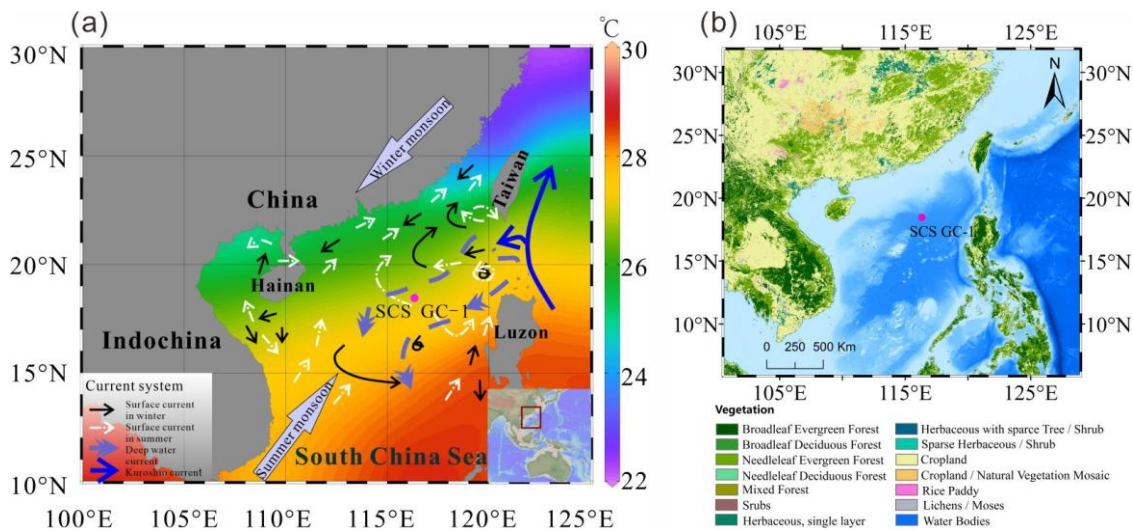 (a)
℃
(b)
30°N
25°N
20°N
15°N
10°N
100°E
105°E
110°E
115°E
120°E
125°E
30
28
26
24
22
Winter monsoon
China
Taiwan
Hainan
SCS GC-1
Indochina
Luzon
Summer monsoon
South China Sea
Current system
Surface current
in winter
Surface current
in summer
Deep water
current
Kuroshio current
105°E
115°E
125°E
30°N
25°N
20°N
15°N
10°N
30°N
25°N
20°N
15°N
10°N
N
SCS GC-1
0 250 500 Km
105°E
115°E
125°E
Vegetation
Broadleaf Evergreen Forest
Broadleaf Deciduous Forest
Needleleaf Evergreen Forest
Needleleaf Deciduous Forest
Mixed Forest
Srubs
Herbaceous, single layer
Herbaceous with sparce Tree / Shrub
Sparse Herbaceous / Shrub
Cropland
Cropland / Natural Vegetation Mosaic
Rice Paddy
Lichens / Moses
Water Bodies